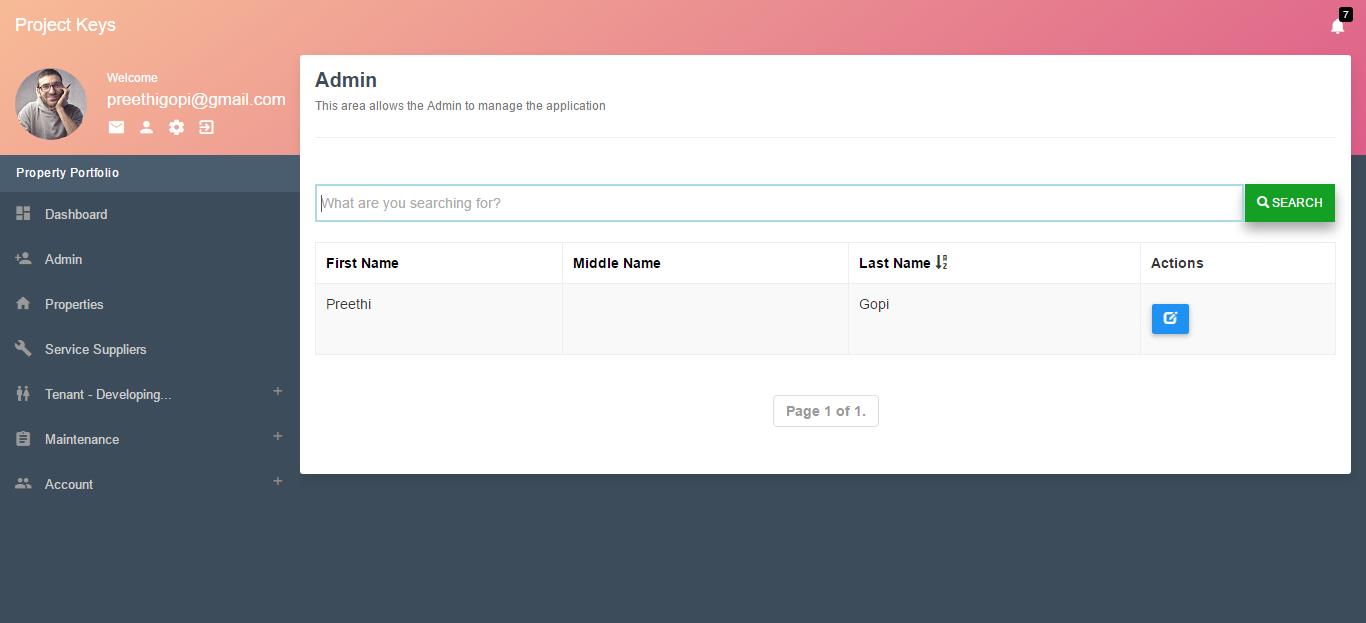 Project Keys
7
Welcome
preethigopi@gmail.com
Property Portfolio
Dashboard
Admin
Properties
Service Suppliers
Tenant - Developing...
Maintenance
Account
Admin
This area allows the Admin to manage the application
What are you searching for?
SEARCH
First Name
Middle Name
Last Name
Actions
Preethi
Gopi
Page 1 of 1.